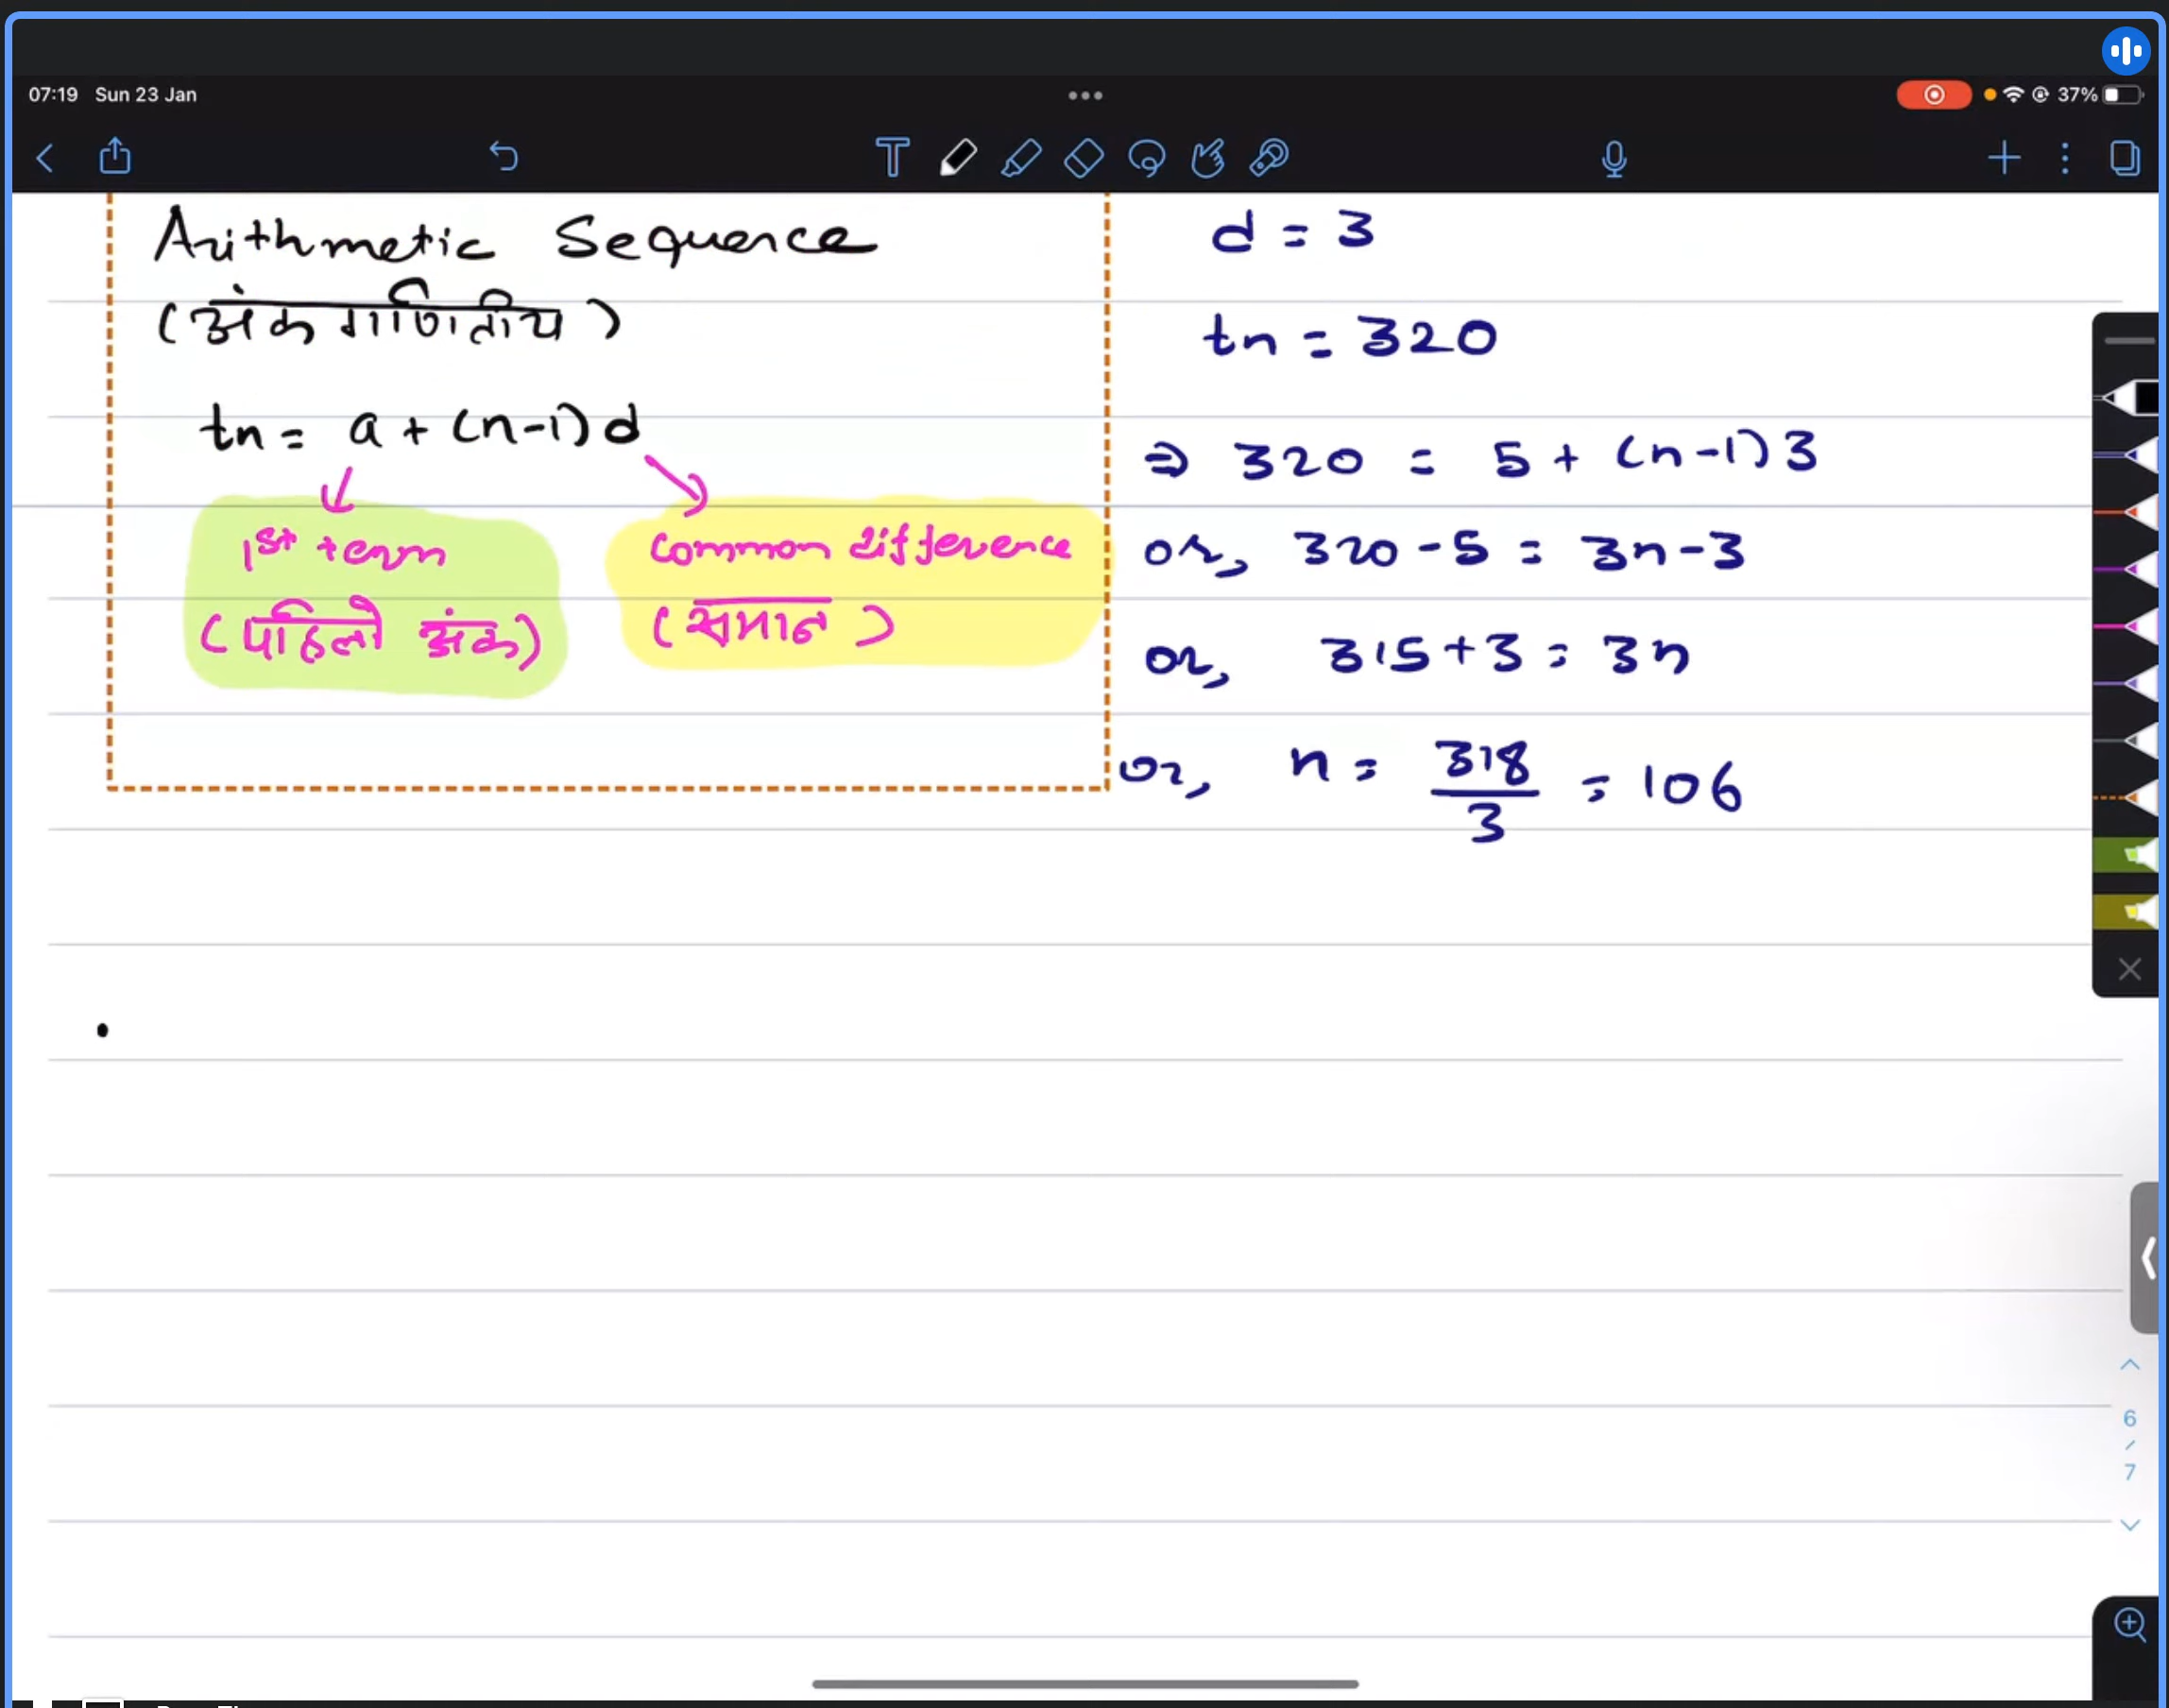 07:19 Sun 23 Jan
37%
Arithmetic Sequence
(अंक गणितीय)
tn = a + (n-1)d
1st term
(पहिलो अंक)
Common difference
(समान)
d = 3
tn = 320
⇒ 320 = 5 + (n-1)3
or, 320 - 5 = 3n - 3
or, 315 + 3 = 3n
or, n = 318/3 = 106
6
/
7